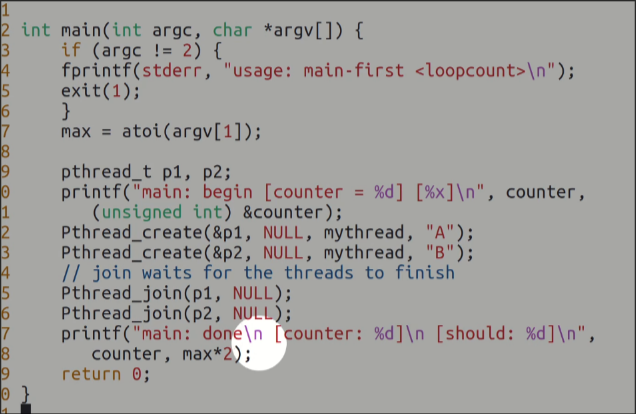 1
2 int main(int argc, char *argv[]) {
3     if (argc != 2) {
4     fprintf(stderr, "usage: main-first <loopcount>\n");
5     exit(1);
6     }
7     max = atoi(argv[1]);
8
9     pthread_t p1, p2;
0     printf("main: begin [counter = %d] [%x]\n", counter,
1        (unsigned int) &counter);
2     Pthread_create(&p1, NULL, mythread, "A");
3     Pthread_create(&p2, NULL, mythread, "B");
4     // join waits for the threads to finish
5     Pthread_join(p1, NULL);
6     Pthread_join(p2, NULL);
7     printf("main: done\n [counter: %d]\n [should: %d]\n",
8        counter, max*2);
9     return 0;
0 }